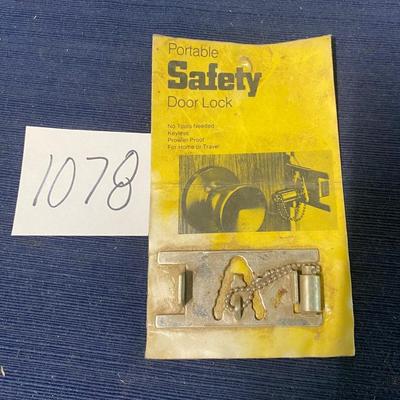 Portable
Safety
Door Lock
No Tools Needed
Keyless
Prowler Proof
For Home or Travel
1078